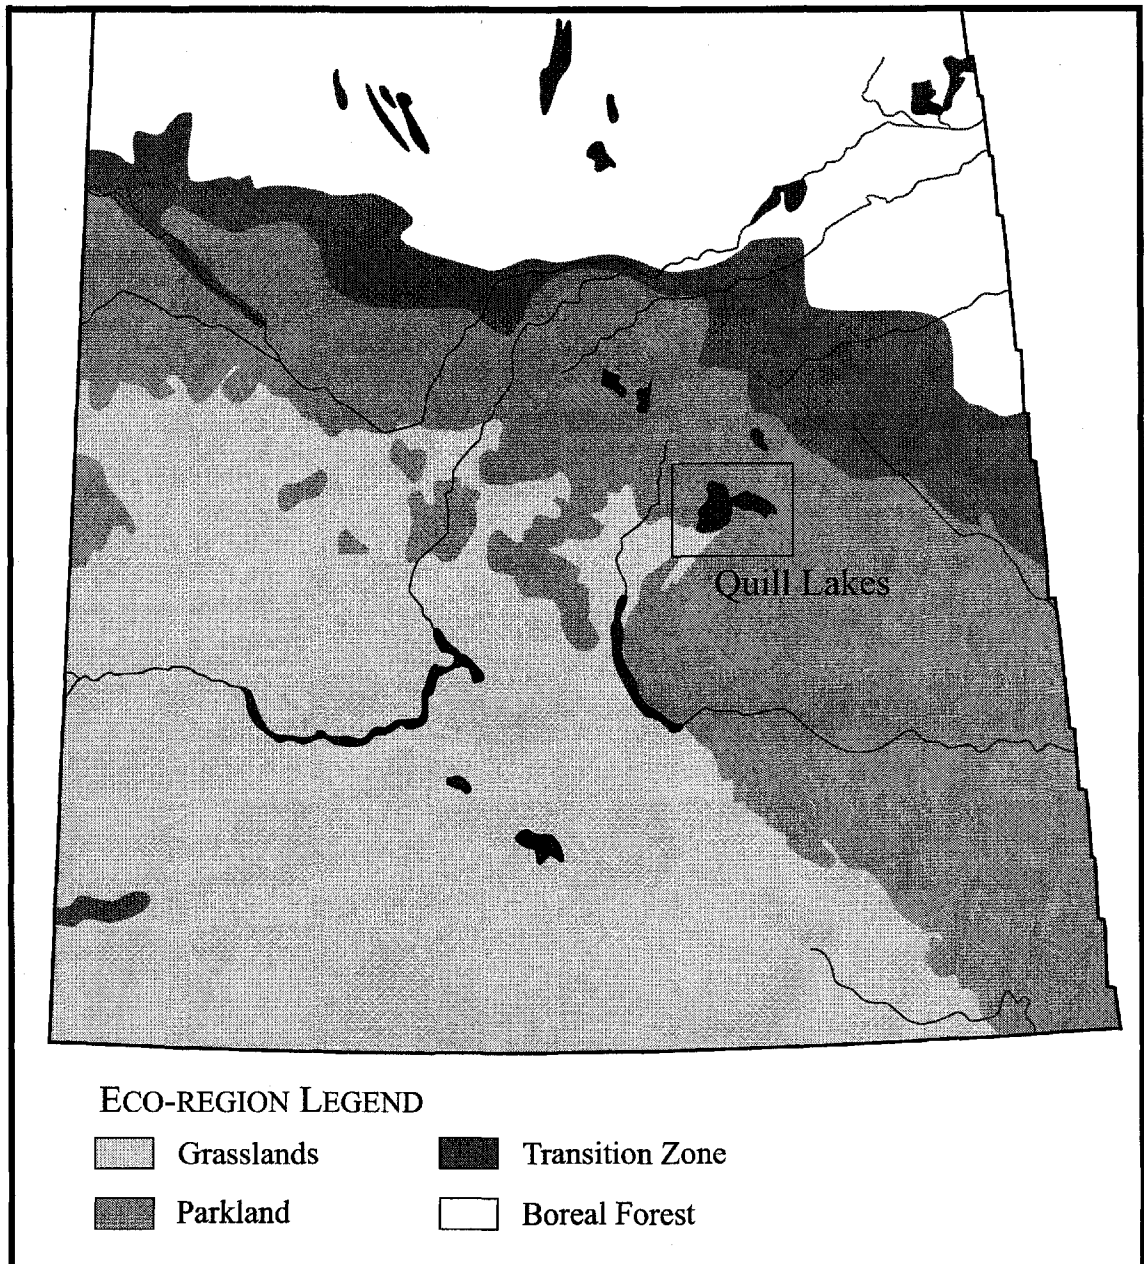 Quill Lakes
ECO-REGION LEGEND
Grasslands
Transition Zone
Parkland
Boreal Forest